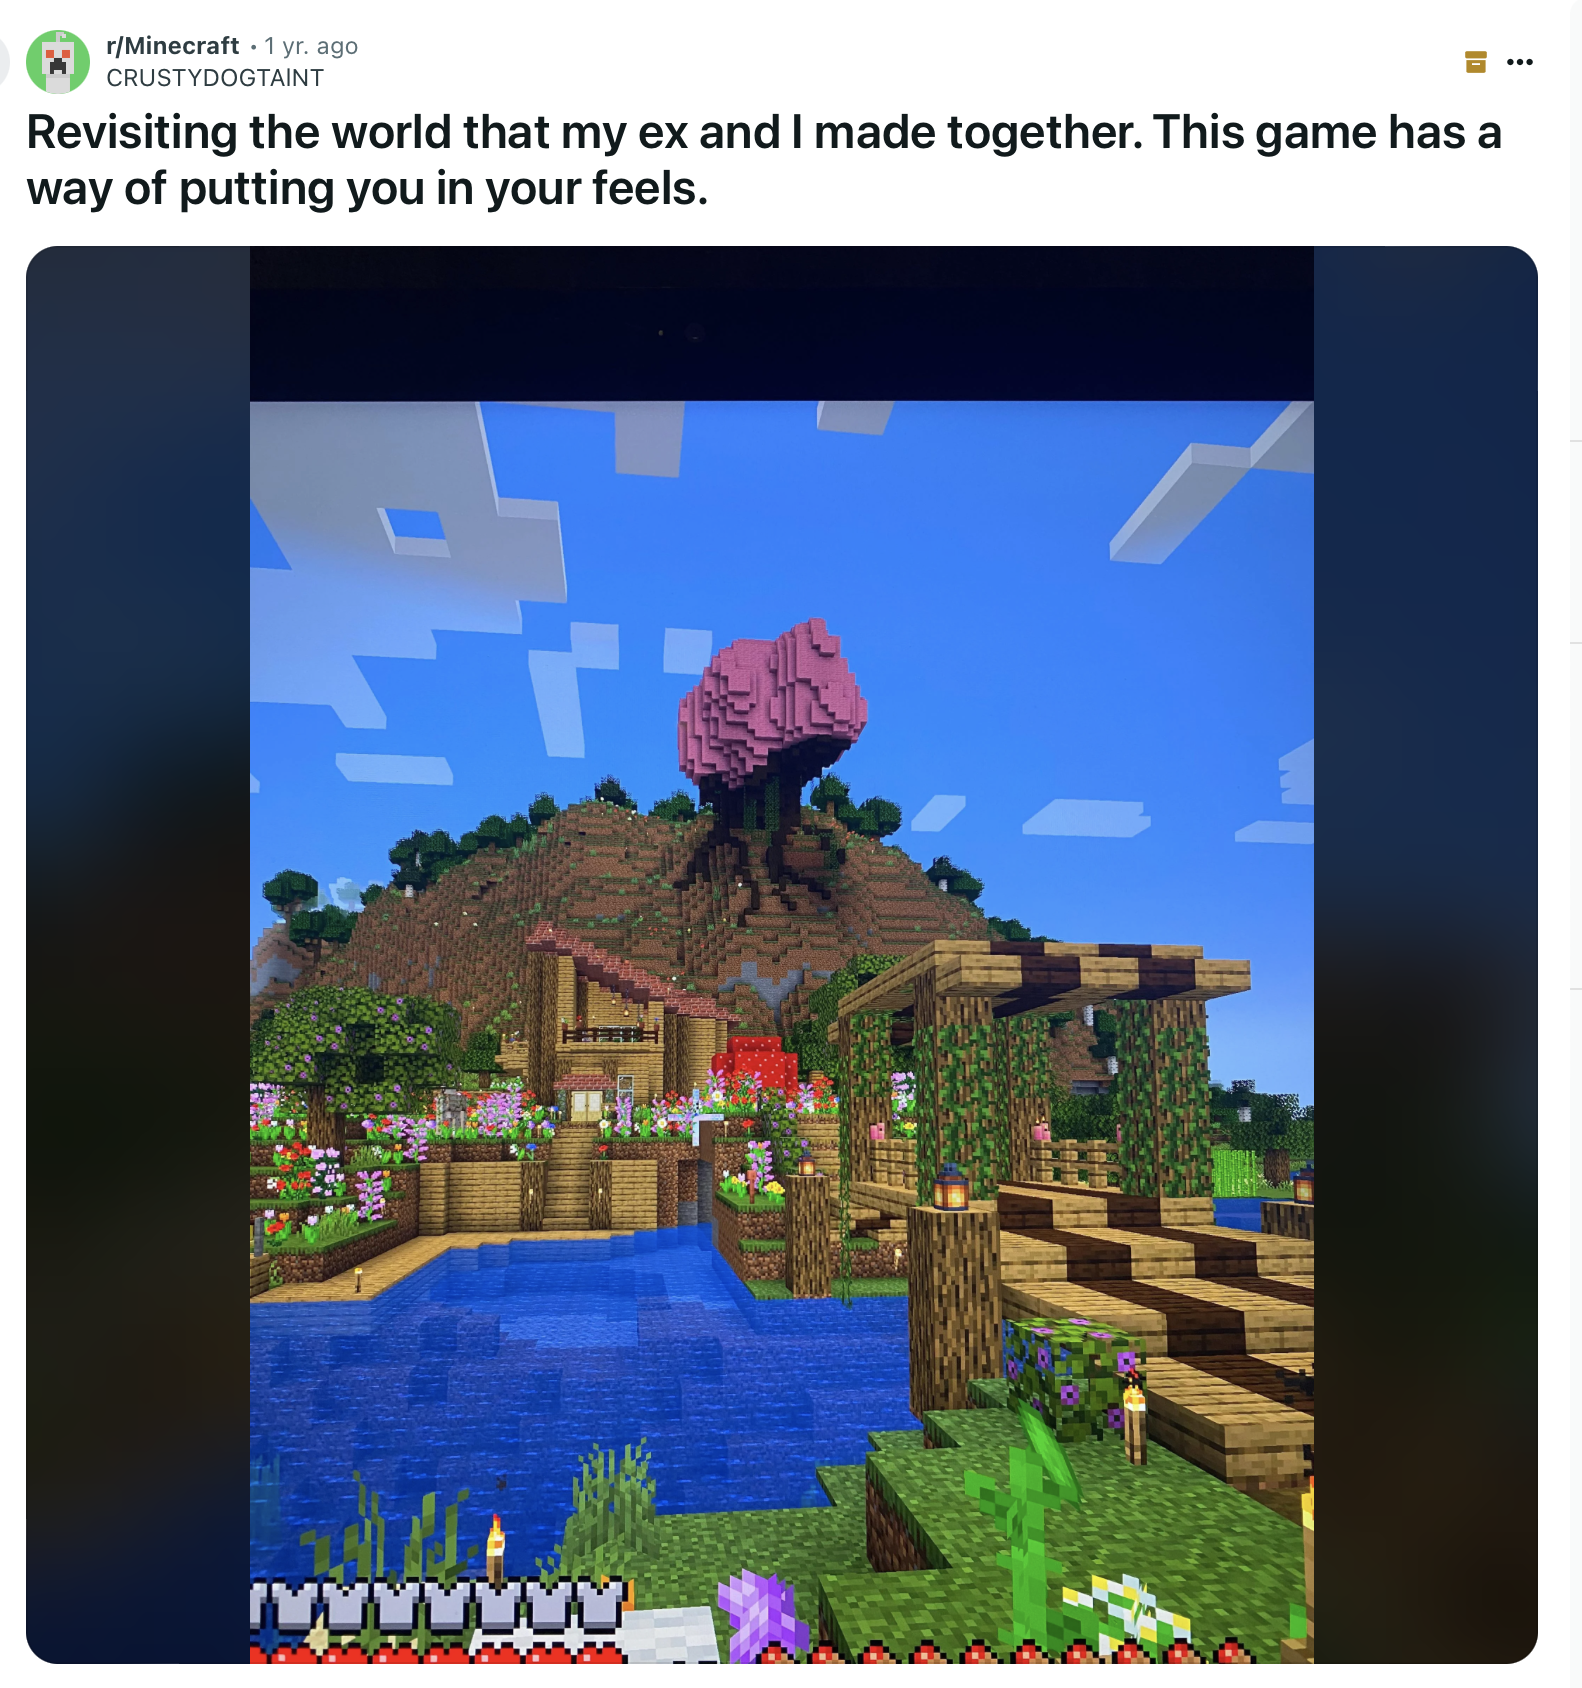 r/Minecraft • 1 yr. ago
CRUSTYDOGTAINT
Revisiting the world that my ex and I made together. This game has a
way of putting you in your feels.